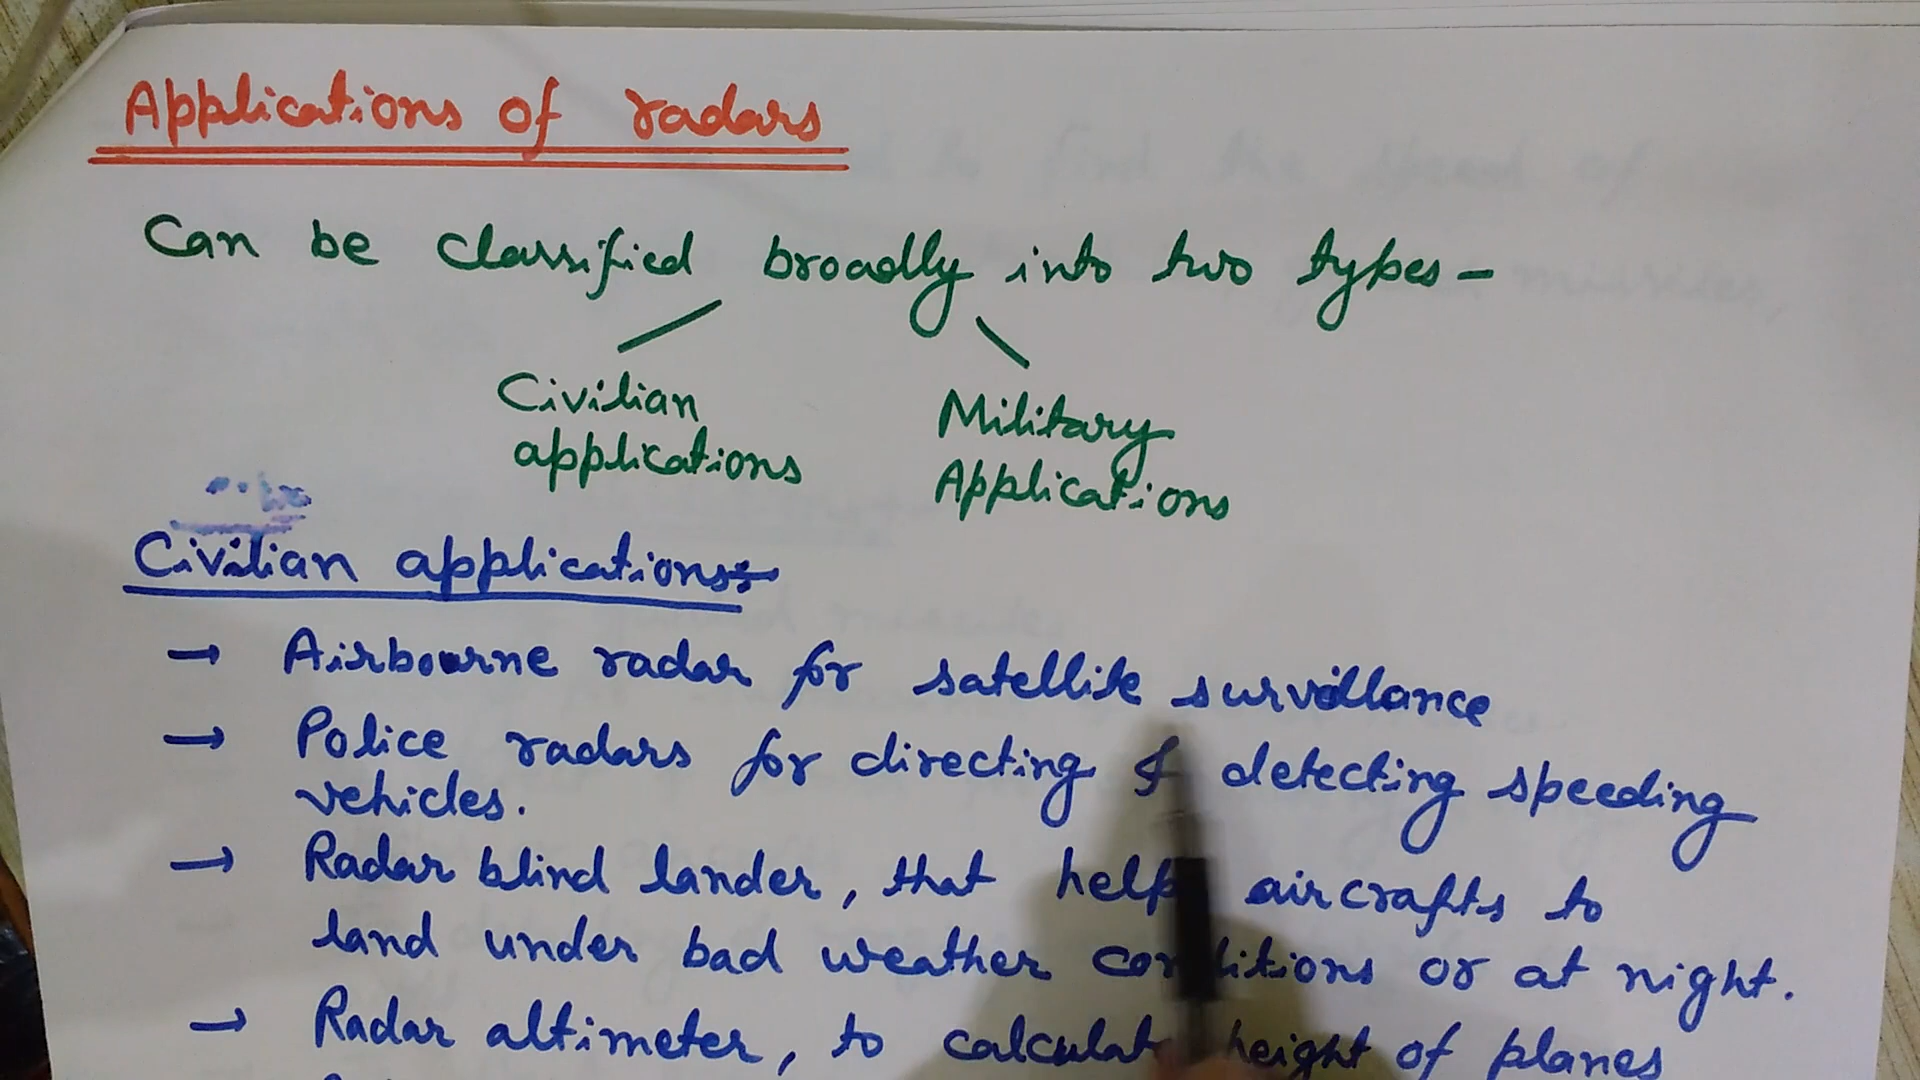 Applications of radars
Can be classified broadly into two types -
Civilian applications
Military Applications
Civilian applications:-
→ Airbourne radar for satellite survillance
→ Police radars for directing & detecting speeding
vehicles.
→ Radar blind lander, that help aircrafts to
land under bad weather conditions or at night.
→ Radar altimeter, to calculate height of planes